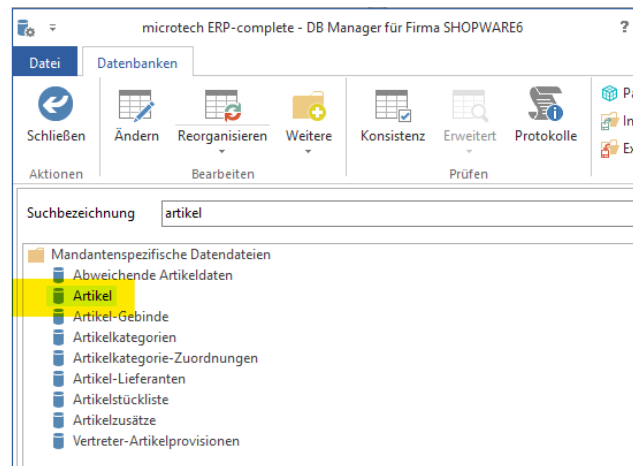 microtech ERP-complete - DB Manager für Firma SHOPWARE6 ?
Datei Datenbanken
Schließen Ändern Reorganisieren Weitere Konsistenz Erweitert Protokolle
Aktionen Bearbeiten Prüfen
Suchbezeichnung artikel
Mandantenspezifische Datendateien
Abweichende Artikeldaten
Artikel
Artikel-Gebinde
Artikelkategorien
Artikelkategorie-Zuordnungen
Artikel-Lieferanten
Artikelstückliste
Artikelzusätze
Vertreter-Artikelprovisionen